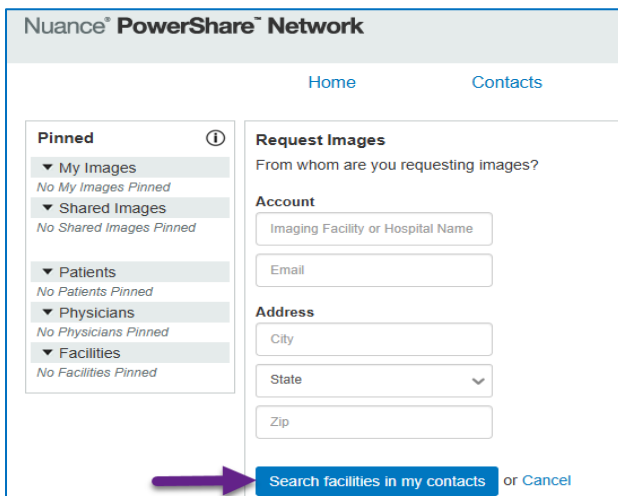 Nuance® PowerShare™ Network
Home Contacts
Pinned
▼ My Images
No My Images Pinned
▼ Shared Images
No Shared Images Pinned
▼ Patients
No Patients Pinned
▼ Physicians
No Physicians Pinned
▼ Facilities
No Facilities Pinned
Request Images
From whom are you requesting images?
Account
Imaging Facility or Hospital Name
Email
Address
City
State
Zip
Search facilities in my contacts or Cancel